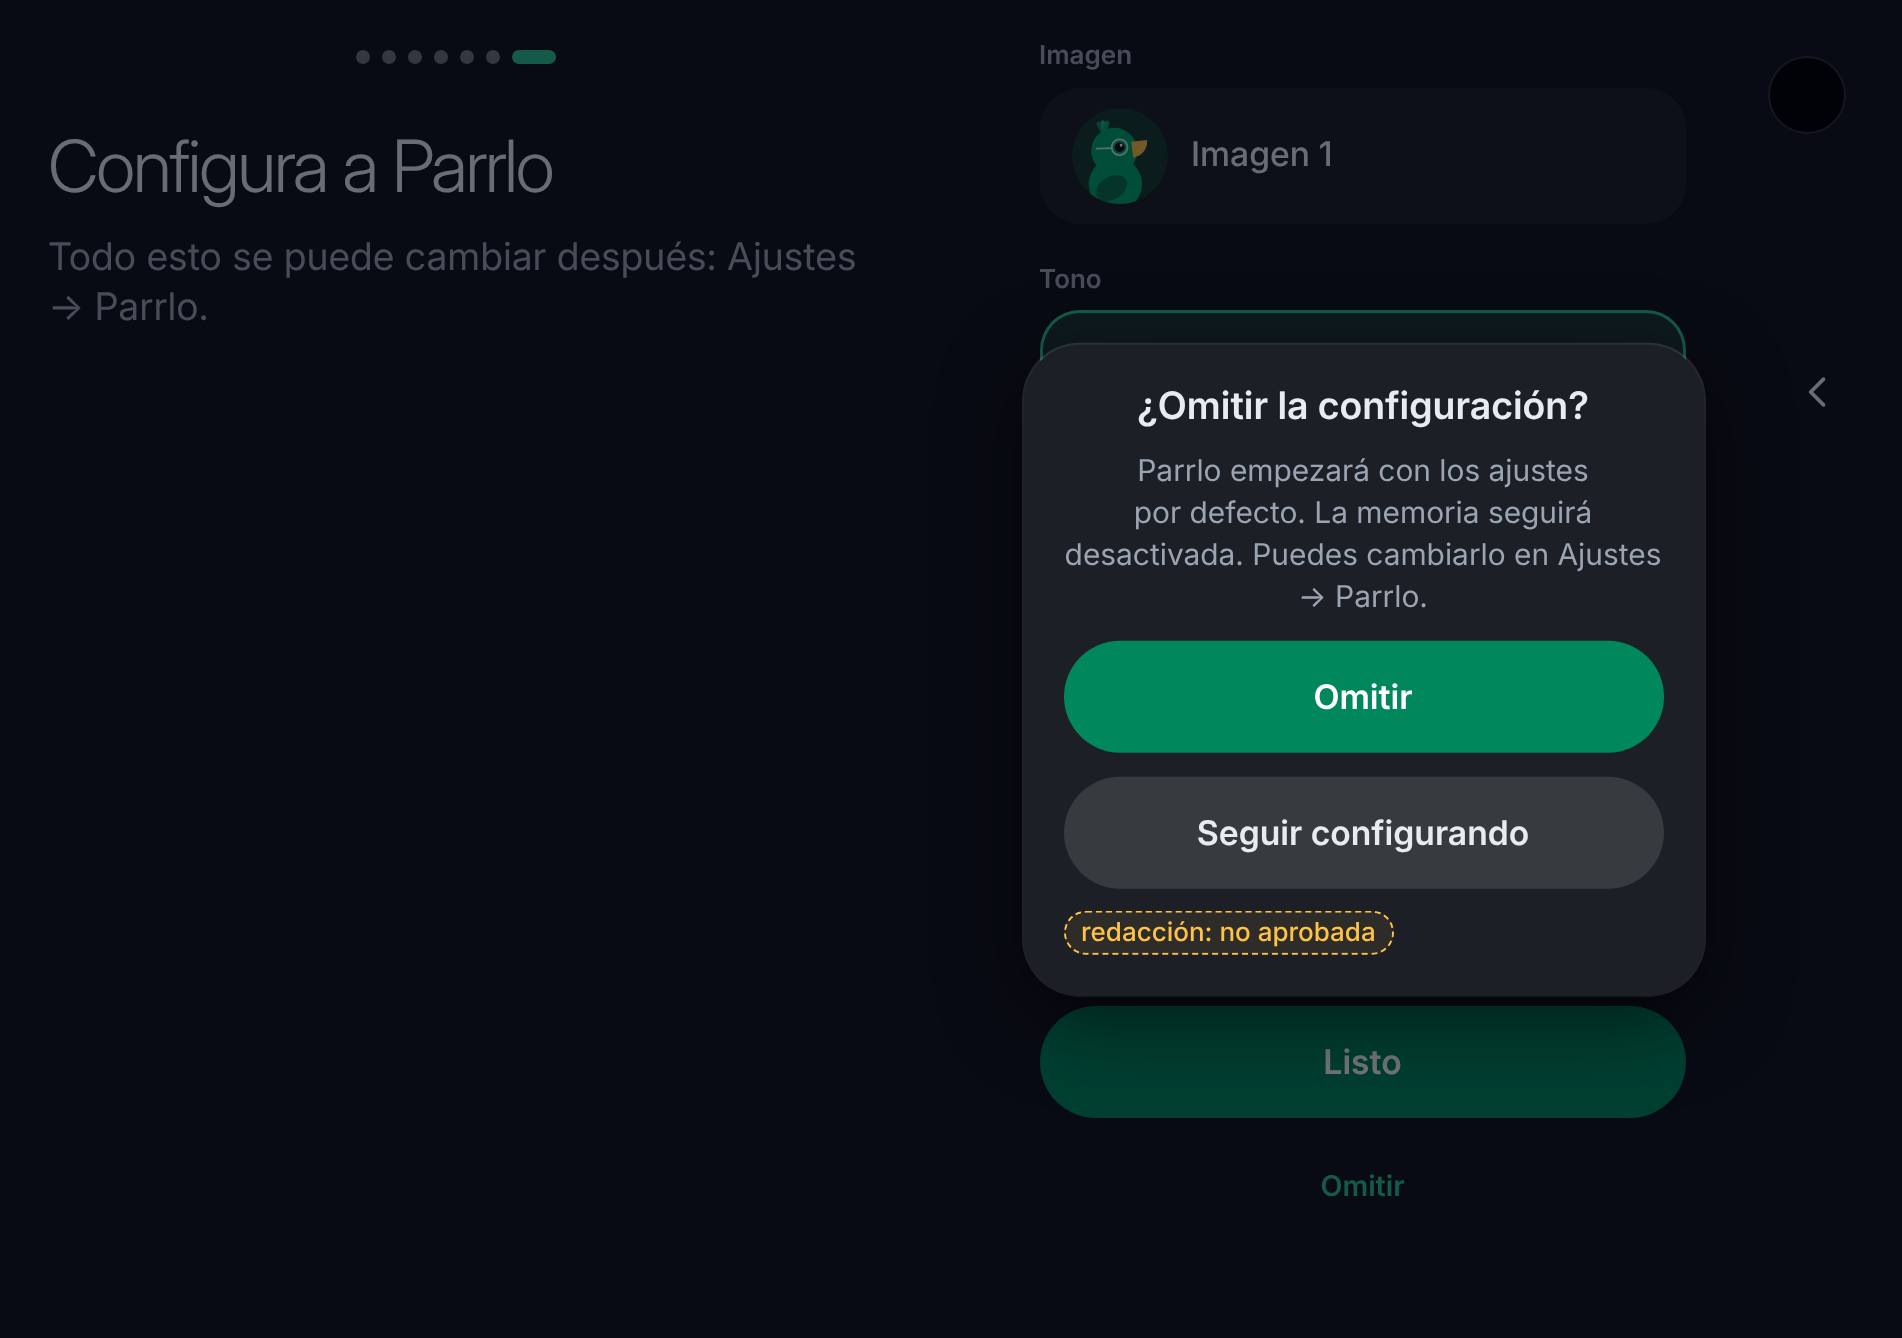 Configura a Parrlo
Todo esto se puede cambiar después: Ajustes
→ Parrlo.
Imagen
Imagen 1
Tono
¿Omitir la configuración?
Parrlo empezará con los ajustes
por defecto. La memoria seguirá
desactivada. Puedes cambiarlo en Ajustes
→ Parrlo.
Omitir
Seguir configurando
redacción: no aprobada
Listo
Omitir